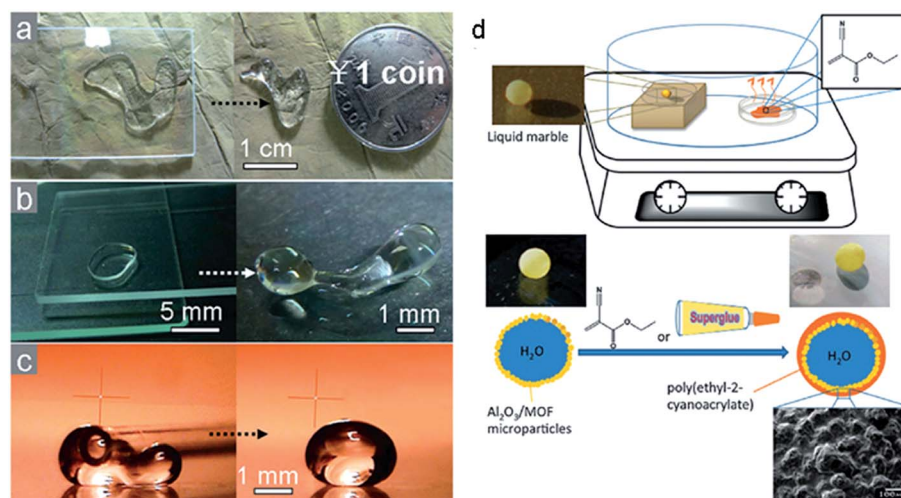 a
¥1 coin
1 cm
b
5 mm
1 mm
c
1 mm
d
N
O
O
Liquid marble
N
O
O
or
Superglue
H₂O
H₂O
Al₂O₃/MOF
microparticles
poly(ethyl-2-
cyanoacrylate)